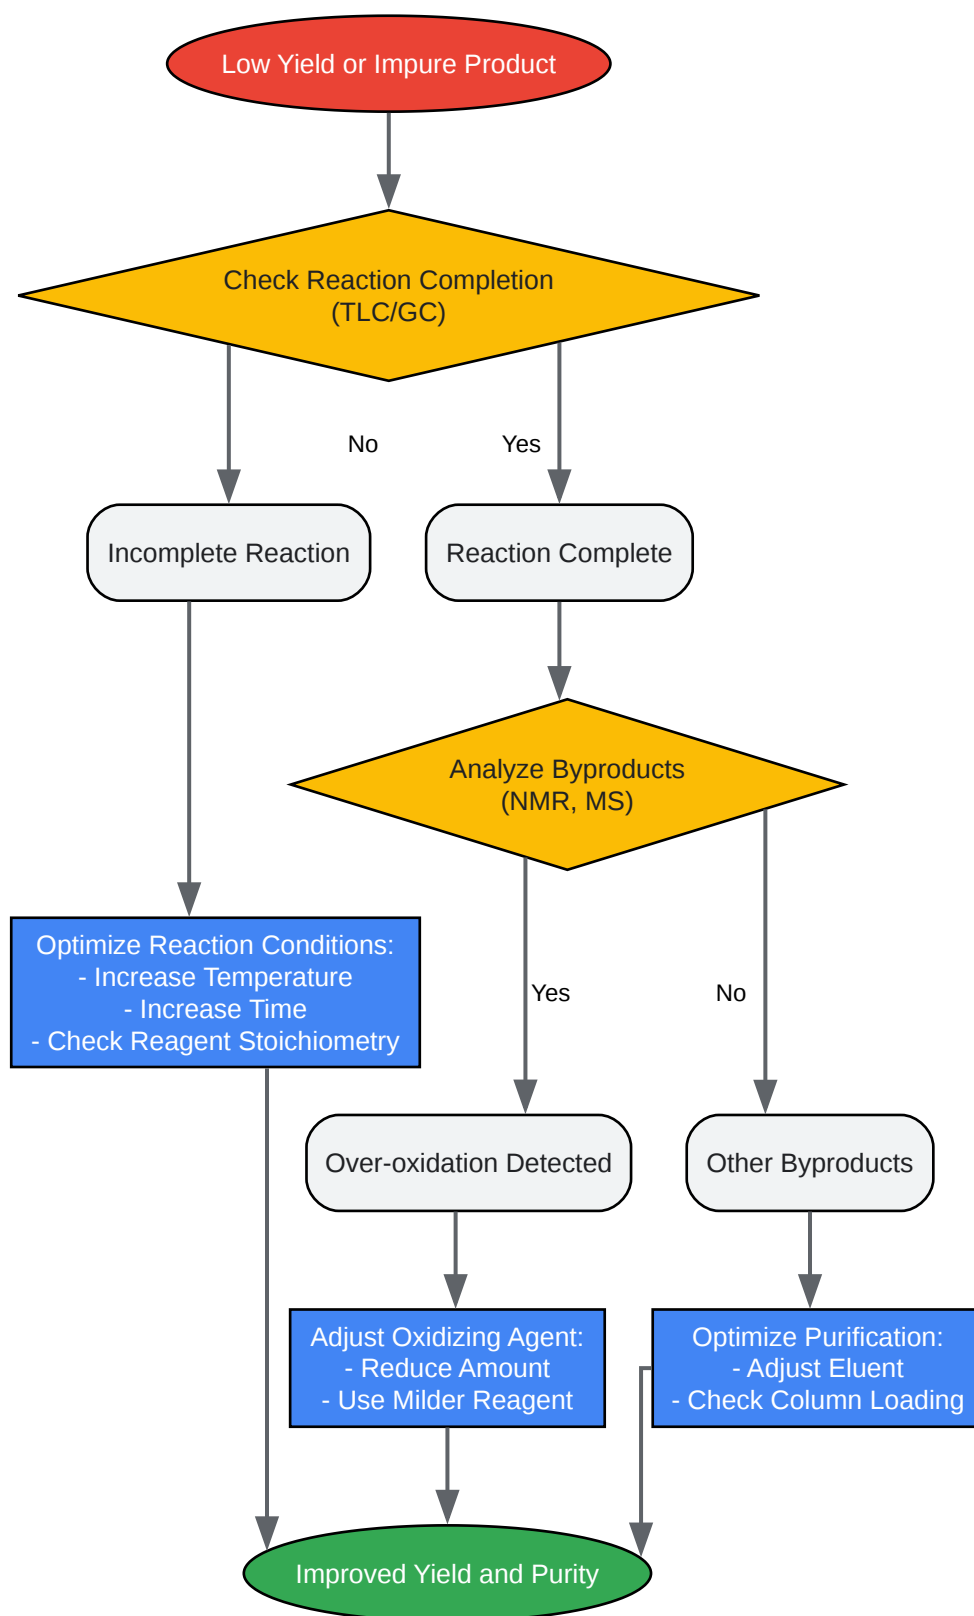 Low Yield or Impure Product
Check Reaction Completion
(TLC/GC)
No
Yes
Incomplete Reaction
Reaction Complete
Analyze Byproducts
(NMR, MS)
Optimize Reaction Conditions:
- Increase Temperature
- Increase Time
- Check Reagent Stoichiometry
Yes
No
Over-oxidation Detected
Other Byproducts
Adjust Oxidizing Agent:
- Reduce Amount
- Use Milder Reagent
Optimize Purification:
- Adjust Eluent
- Check Column Loading
Improved Yield and Purity